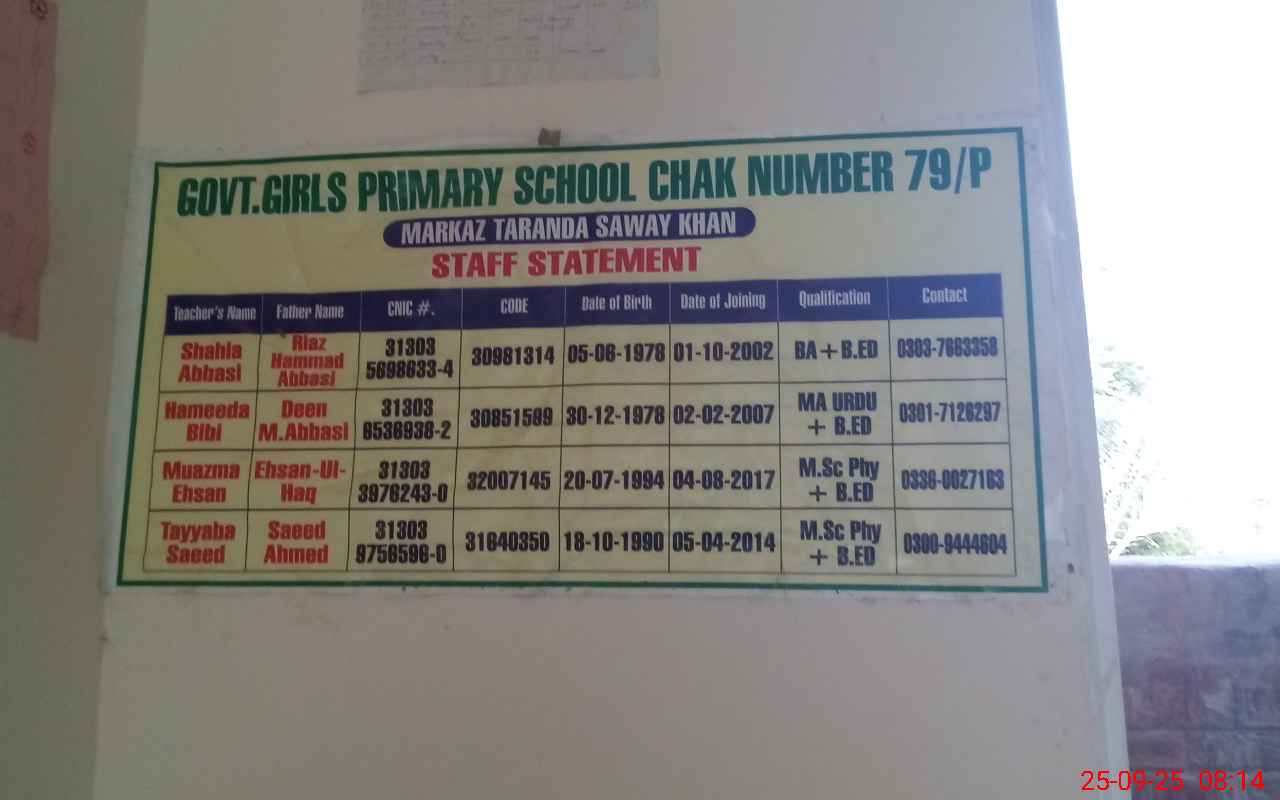 GOVT.GIRLS PRIMARY SCHOOL CHAK NUMBER 79/P
MARKAZ TARANDA SAWAY KHAN
STAFF STATEMENT
Teacher's Name Father Name CNIC #. CODE Date of Birth Date of Joining Qualification Contact
Shahla Abbasi Riaz Hammad Abbasi 31303 5698633-4 30981314 05-06-1978 01-10-2002 BA+B.ED 0303-7663358
Hameeda Bibi Deen M.Abbasi 31303 6536938-2 30851599 30-12-1978 02-02-2007 MA URDU + B.ED 0301-7126297
Muazma Ehsan Ehsan-Ul-Haq 31303 3976243-0 32007145 20-07-1994 04-08-2017 M.Sc Phy + B.ED 0336-0027163
Tayyaba Saeed Saeed Ahmed 31303 9756596-0 31640350 18-10-1990 05-04-2014 M.Sc Phy + B.ED 0300-9444604
25-09-25 08:14